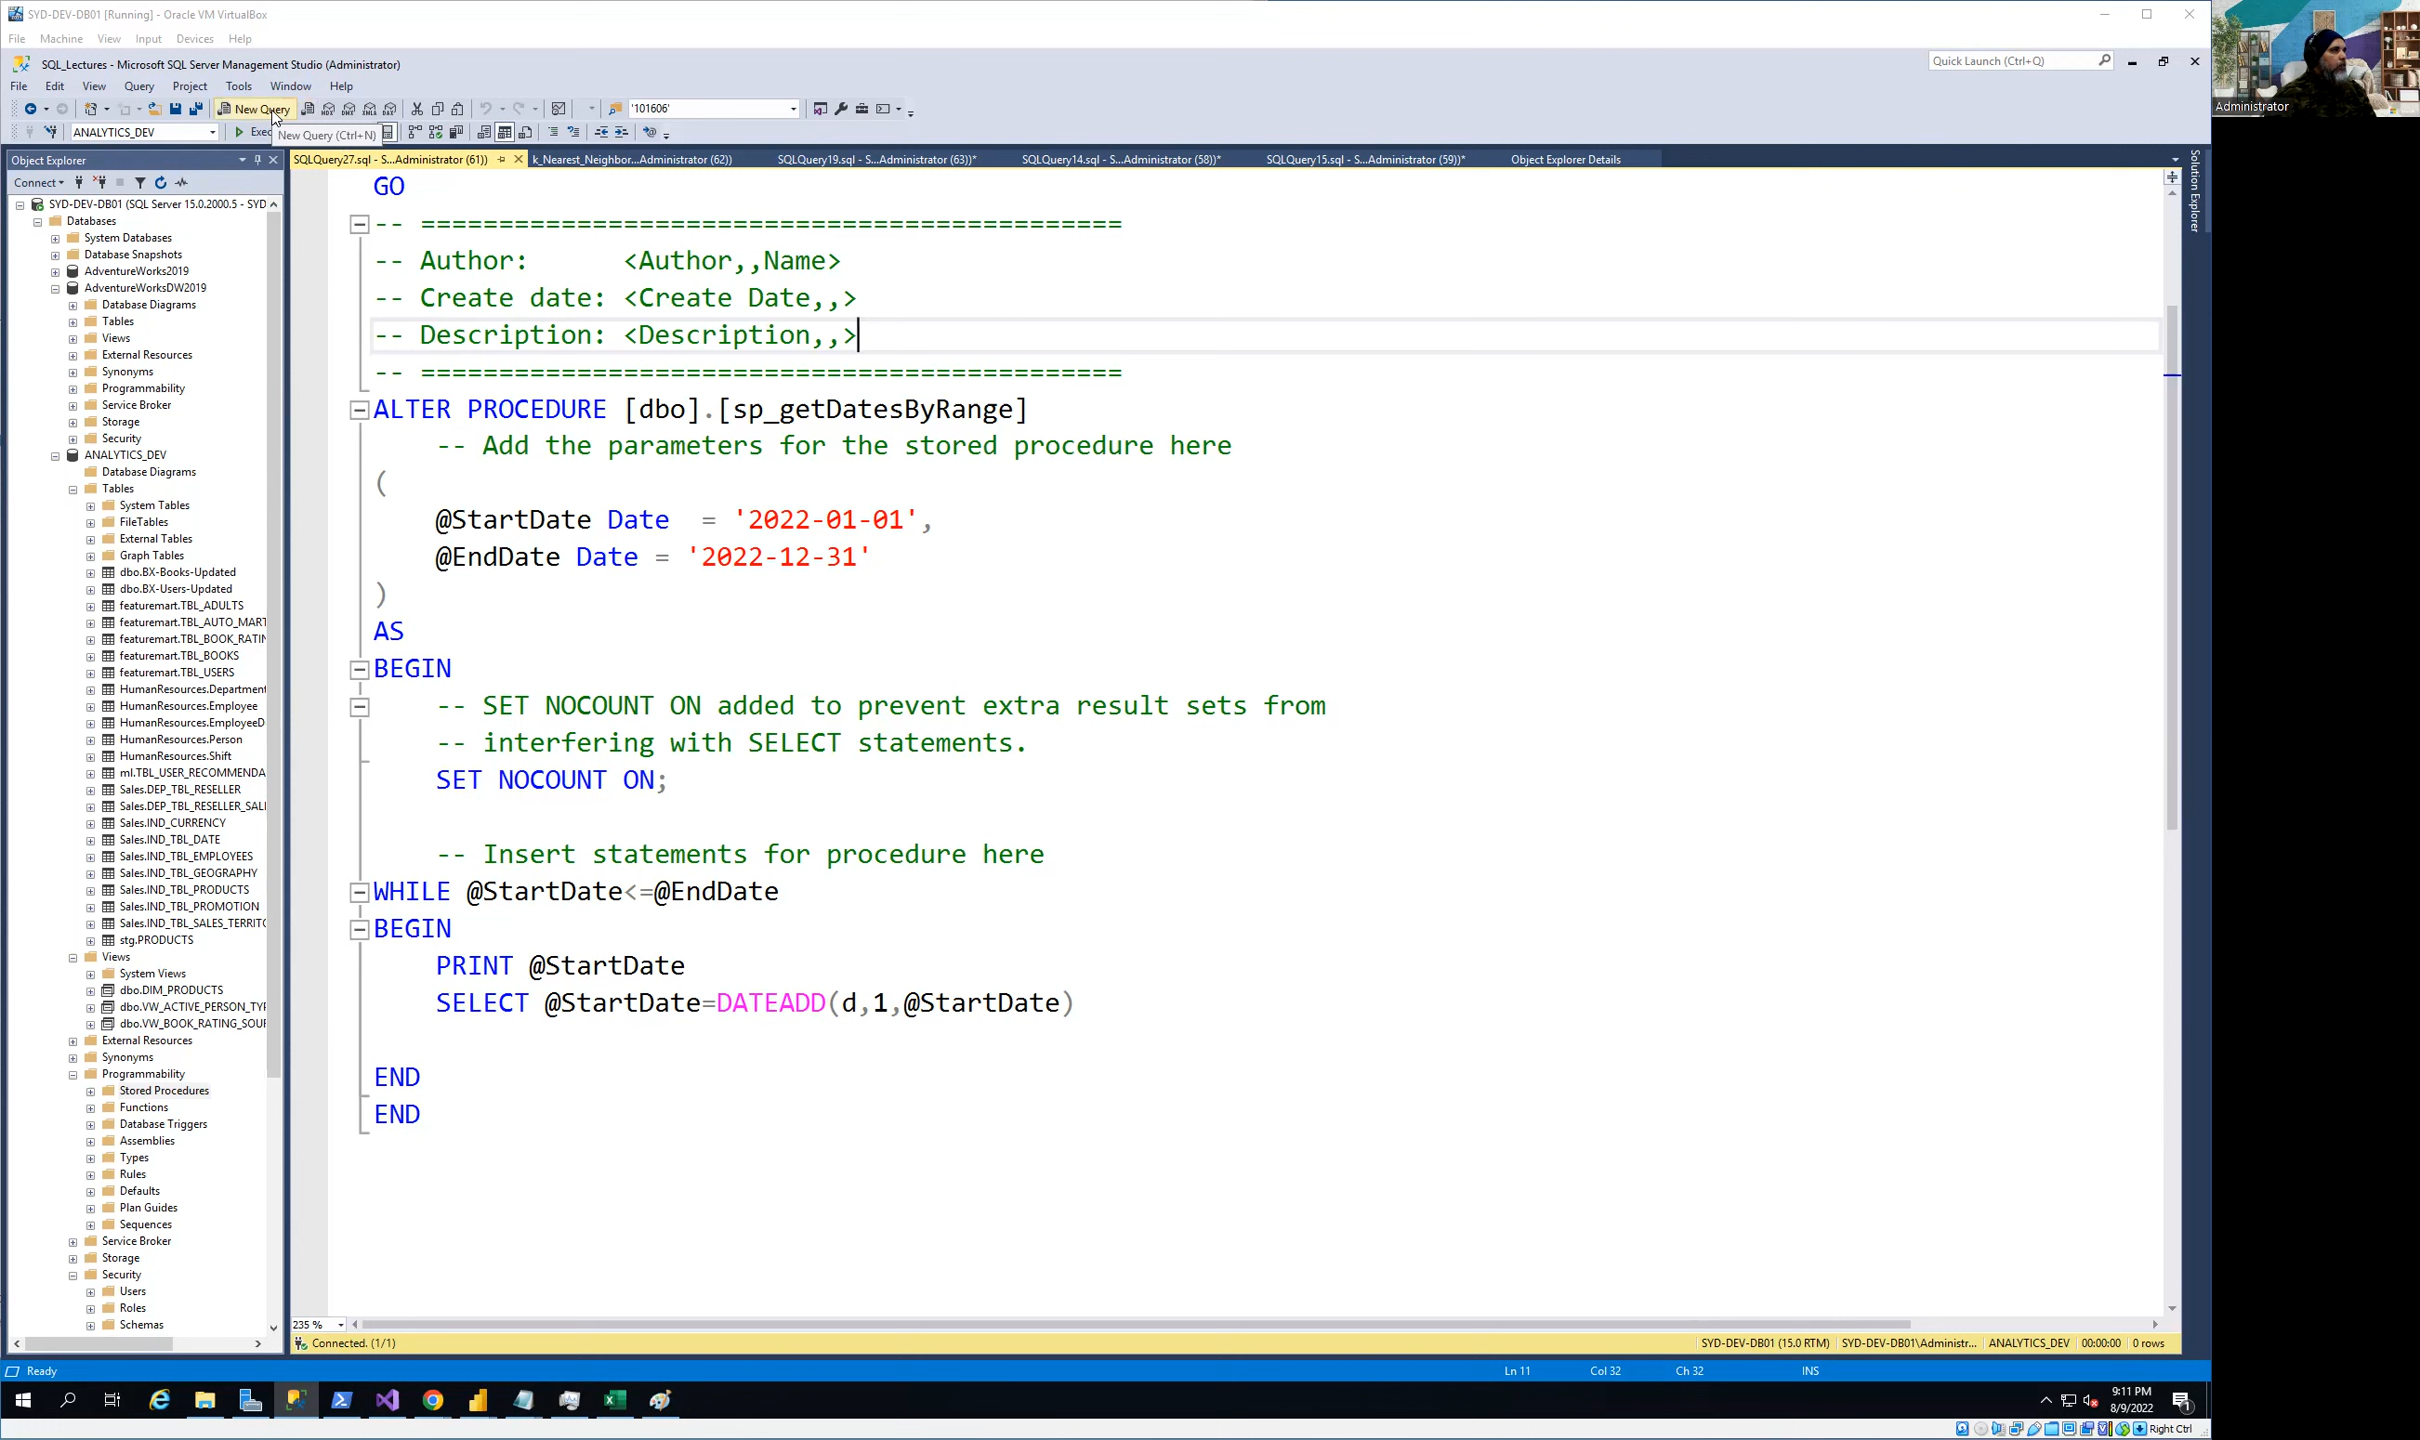 SYD-DEV-DB01 [Running] - Oracle VM VirtualBox
File Machine View Input Devices Help
SQL_Lectures - Microsoft SQL Server Management Studio (Administrator)
Quick Launch (Ctrl+Q)
Administrator
File Edit View Query Project Tools Window Help
New Query
'101606'
ANALYTICS_DEV
New Query (Ctrl+N)
Object Explorer
SQLQuery27.sql - S...Administrator (61))
k_Nearest_Neighbor...Administrator (62))
SQLQuery19.sql - S...Administrator (63))*
SQLQuery14.sql - S...Administrator (58))*
SQLQuery15.sql - S...Administrator (59))*
Object Explorer Details
Solution Explorer
Connect
SYD-DEV-DB01 (SQL Server 15.0.2000.5 - SYD
Databases
System Databases
Database Snapshots
AdventureWorks2019
AdventureWorksDW2019
Database Diagrams
Tables
Views
External Resources
Synonyms
Programmability
Service Broker
Storage
Security
ANALYTICS_DEV
Database Diagrams
Tables
System Tables
FileTables
External Tables
Graph Tables
dbo.BX-Books-Updated
dbo.BX-Users-Updated
featuremart.TBL_ADULTS
featuremart.TBL_AUTO_MART
featuremart.TBL_BOOK_RATIN
featuremart.TBL_BOOKS
featuremart.TBL_USERS
HumanResources.Department
HumanResources.Employee
HumanResources.EmployeeD
HumanResources.Person
HumanResources.Shift
ml.TBL_USER_RECOMMENDA
Sales.DEP_TBL_RESELLER
Sales.DEP_TBL_RESELLER_SAL
Sales.IND_CURRENCY
Sales.IND_TBL_DATE
Sales.IND_TBL_EMPLOYEES
Sales.IND_TBL_GEOGRAPHY
Sales.IND_TBL_PRODUCTS
Sales.IND_TBL_PROMOTION
Sales.IND_TBL_SALES_TERRITO
stg.PRODUCTS
Views
System Views
dbo.DIM_PRODUCTS
dbo.VW_ACTIVE_PERSON_TYP
dbo.VW_BOOK_RATING_SOUR
External Resources
Synonyms
Programmability
Stored Procedures
Functions
Database Triggers
Assemblies
Types
Rules
Defaults
Plan Guides
Sequences
Service Broker
Storage
Security
Users
Roles
Schemas
GO
-- =============================================
-- Author:      <Author,,Name>
-- Create date: <Create Date,,>
-- Description: <Description,,>
-- =============================================
ALTER PROCEDURE [dbo].[sp_getDatesByRange]
-- Add the parameters for the stored procedure here
(
@StartDate Date  = '2022-01-01',
@EndDate Date = '2022-12-31'
)
AS
BEGIN
-- SET NOCOUNT ON added to prevent extra result sets from
-- interfering with SELECT statements.
SET NOCOUNT ON;
-- Insert statements for procedure here
WHILE @StartDate<=@EndDate
BEGIN
PRINT @StartDate
SELECT @StartDate=DATEADD(d,1,@StartDate)
END
END
235 %
Connected. (1/1)
SYD-DEV-DB01 (15.0 RTM) SYD-DEV-DB01\Administr... ANALYTICS_DEV 00:00:00 0 rows
Ready
Ln 11 Col 32 Ch 32 INS
9:11 PM
8/9/2022
Right Ctrl